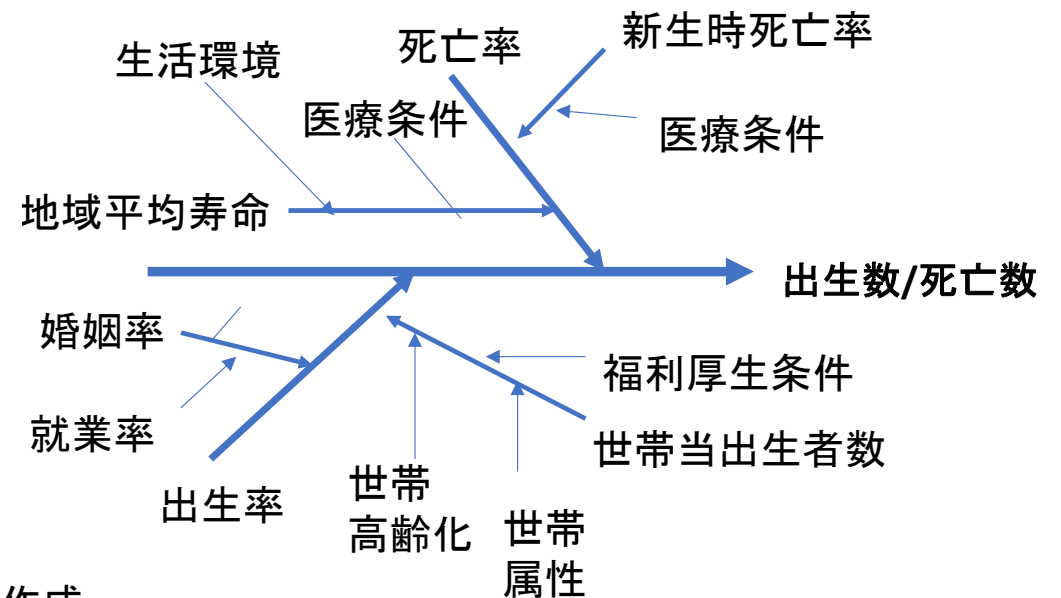 新生時死亡率
死亡率
生活環境
医療条件
医療条件
地域平均寿命
出生数/死亡数
婚姻率
福利厚生条件
就業率
世帯当出生者数
出生率
世帯
高齢化
世帯
属性
作成